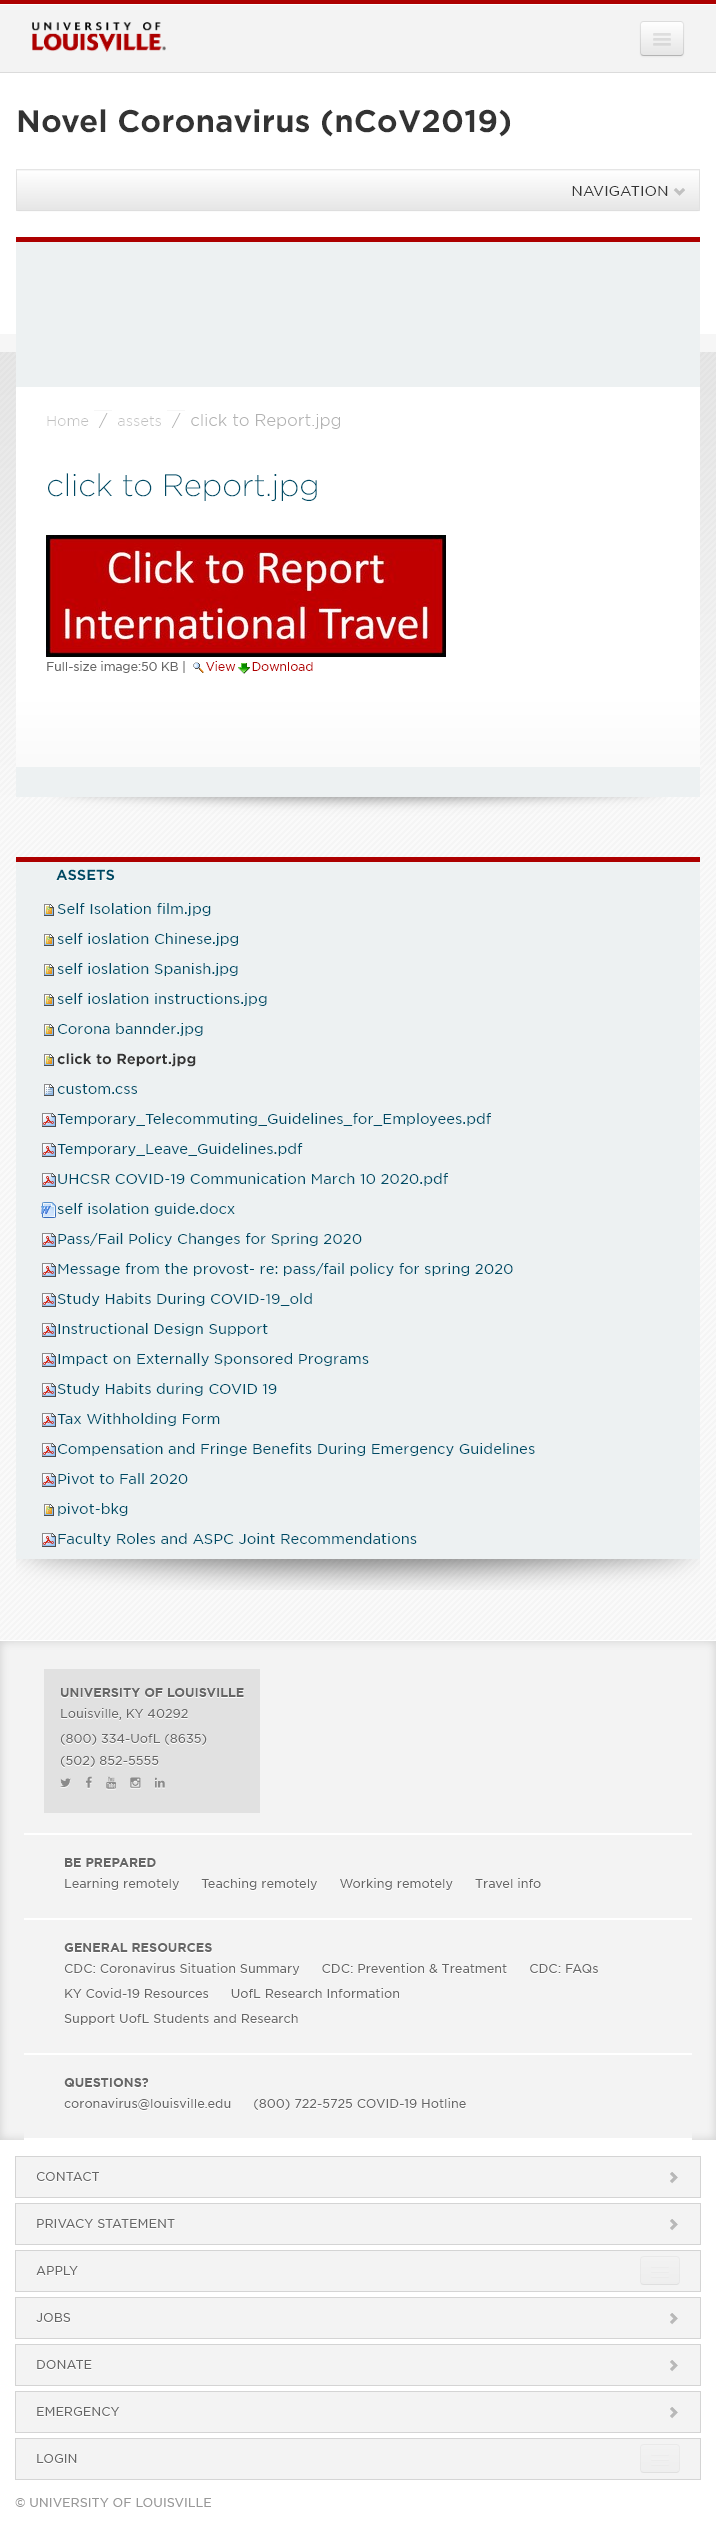 UNIVERSITY OF
LOUISVILLE.
Novel Coronavirus (nCoV2019)
NAVIGATION
Home / assets / click to Report.jpg
click to Report.jpg
Click to Report
International Travel
Full-size image:50 KB | View Download
ASSETS
Self Isolation film.jpg
self ioslation Chinese.jpg
self ioslation Spanish.jpg
self ioslation instructions.jpg
Corona bannder.jpg
click to Report.jpg
custom.css
Temporary_Telecommuting_Guidelines_for_Employees.pdf
Temporary_Leave_Guidelines.pdf
UHCSR COVID-19 Communication March 10 2020.pdf
self isolation guide.docx
Pass/Fail Policy Changes for Spring 2020
Message from the provost- re: pass/fail policy for spring 2020
Study Habits During COVID-19_old
Instructional Design Support
Impact on Externally Sponsored Programs
Study Habits during COVID 19
Tax Withholding Form
Compensation and Fringe Benefits During Emergency Guidelines
Pivot to Fall 2020
pivot-bkg
Faculty Roles and ASPC Joint Recommendations
UNIVERSITY OF LOUISVILLE
Louisville, KY 40292
(800) 334-UofL (8635)
(502) 852-5555
BE PREPARED
Learning remotely Teaching remotely Working remotely Travel info
GENERAL RESOURCES
CDC: Coronavirus Situation Summary CDC: Prevention & Treatment CDC: FAQs
KY Covid-19 Resources UofL Research Information
Support UofL Students and Research
QUESTIONS?
coronavirus@louisville.edu (800) 722-5725 COVID-19 Hotline
CONTACT
PRIVACY STATEMENT
APPLY
JOBS
DONATE
EMERGENCY
LOGIN
© UNIVERSITY OF LOUISVILLE